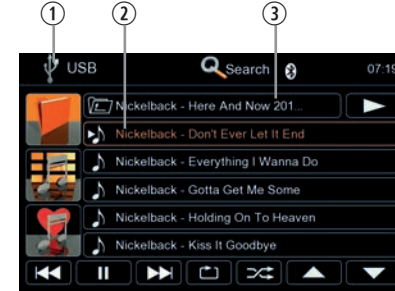 1 2 3
USB Search 07:19
Nickelback - Here And Now 201...
Nickelback - Don't Ever Let It End
Nickelback - Everything I Wanna Do
Nickelback - Gotta Get Me Some
Nickelback - Holding On To Heaven
Nickelback - Kiss It Goodbye